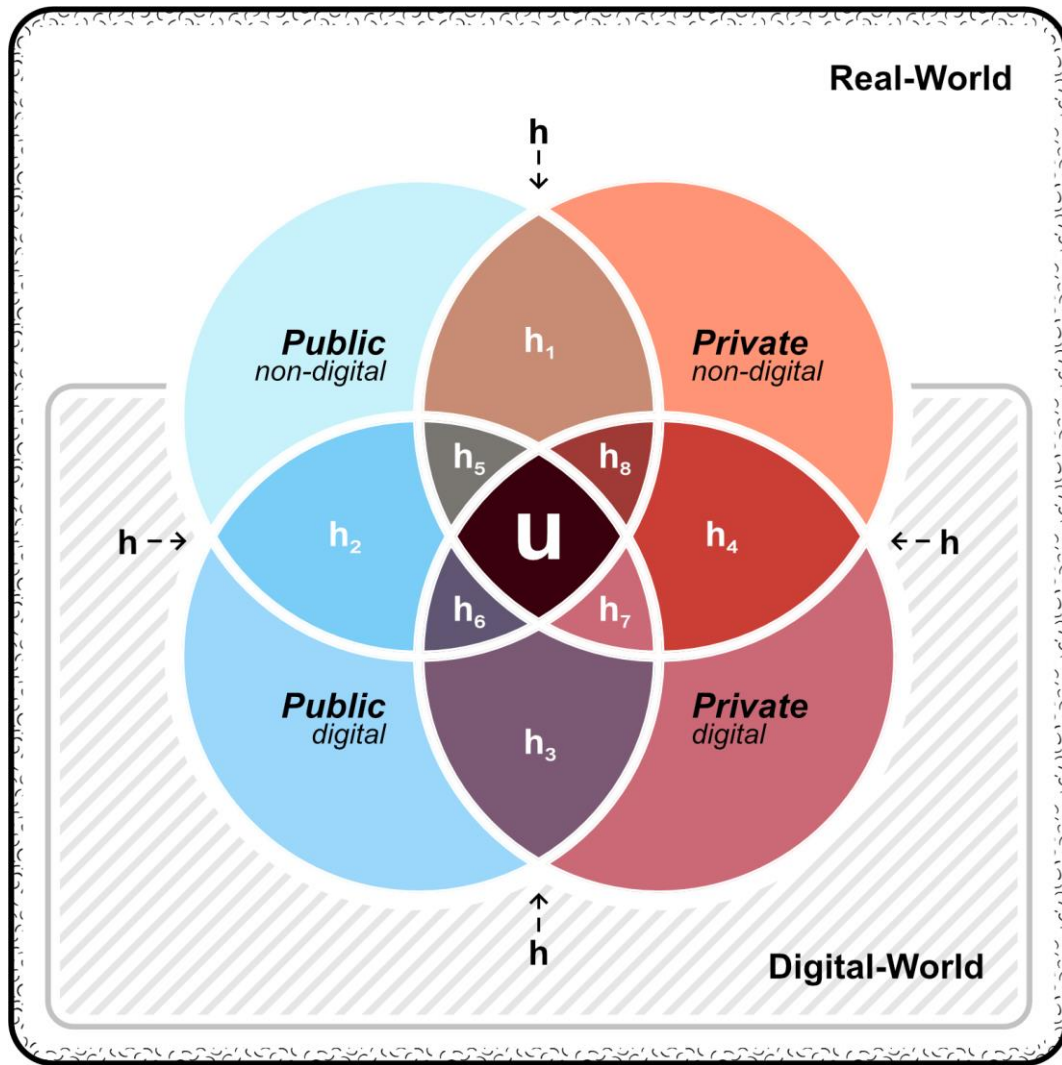 Real-World
h
Public
non-digital
h₁
Private
non-digital
h₅
h₈
h
h₂
u
h₄
h
h₆
h₇
Public
digital
h₃
Private
digital
h
Digital-World